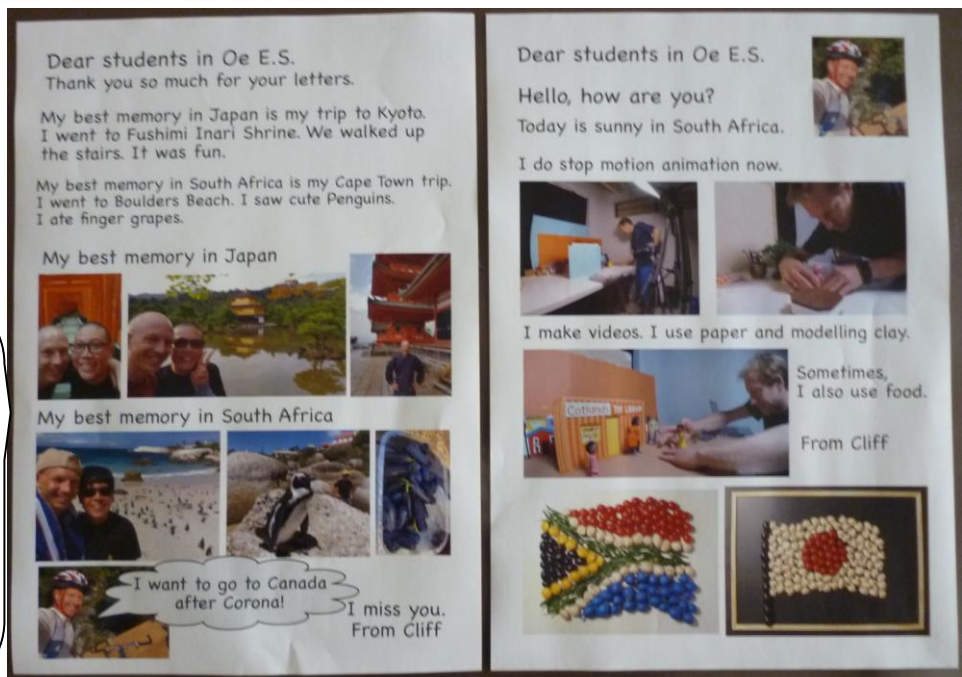 Dear students in Oe E.S.
Thank you so much for your letters.
My best memory in Japan is my trip to Kyoto.
I went to Fushimi Inari Shrine. We walked up
the stairs. It was fun.
My best memory in South Africa is my Cape Town trip.
I went to Boulders Beach. I saw cute Penguins.
I ate finger grapes.
My best memory in Japan
My best memory in South Africa
I want to go to Canada
after Corona!
I miss you.
From Cliff
Dear students in Oe E.S.
Hello, how are you?
Today is sunny in South Africa.
I do stop motion animation now.
I make videos. I use paper and modelling clay.
Sometimes,
I also use food.
From Cliff